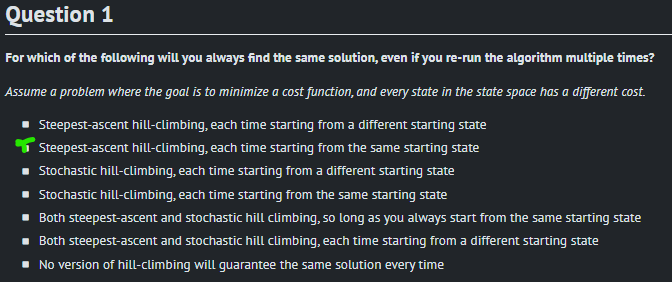 Question 1
For which of the following will you always find the same solution, even if you re-run the algorithm multiple times?
Assume a problem where the goal is to minimize a cost function, and every state in the state space has a different cost.
Steepest-ascent hill-climbing, each time starting from a different starting state
Steepest-ascent hill-climbing, each time starting from the same starting state
Stochastic hill-climbing, each time starting from a different starting state
Stochastic hill-climbing, each time starting from the same starting state
Both steepest-ascent and stochastic hill climbing, so long as you always start from the same starting state
Both steepest-ascent and stochastic hill climbing, each time starting from a different starting state
No version of hill-climbing will guarantee the same solution every time